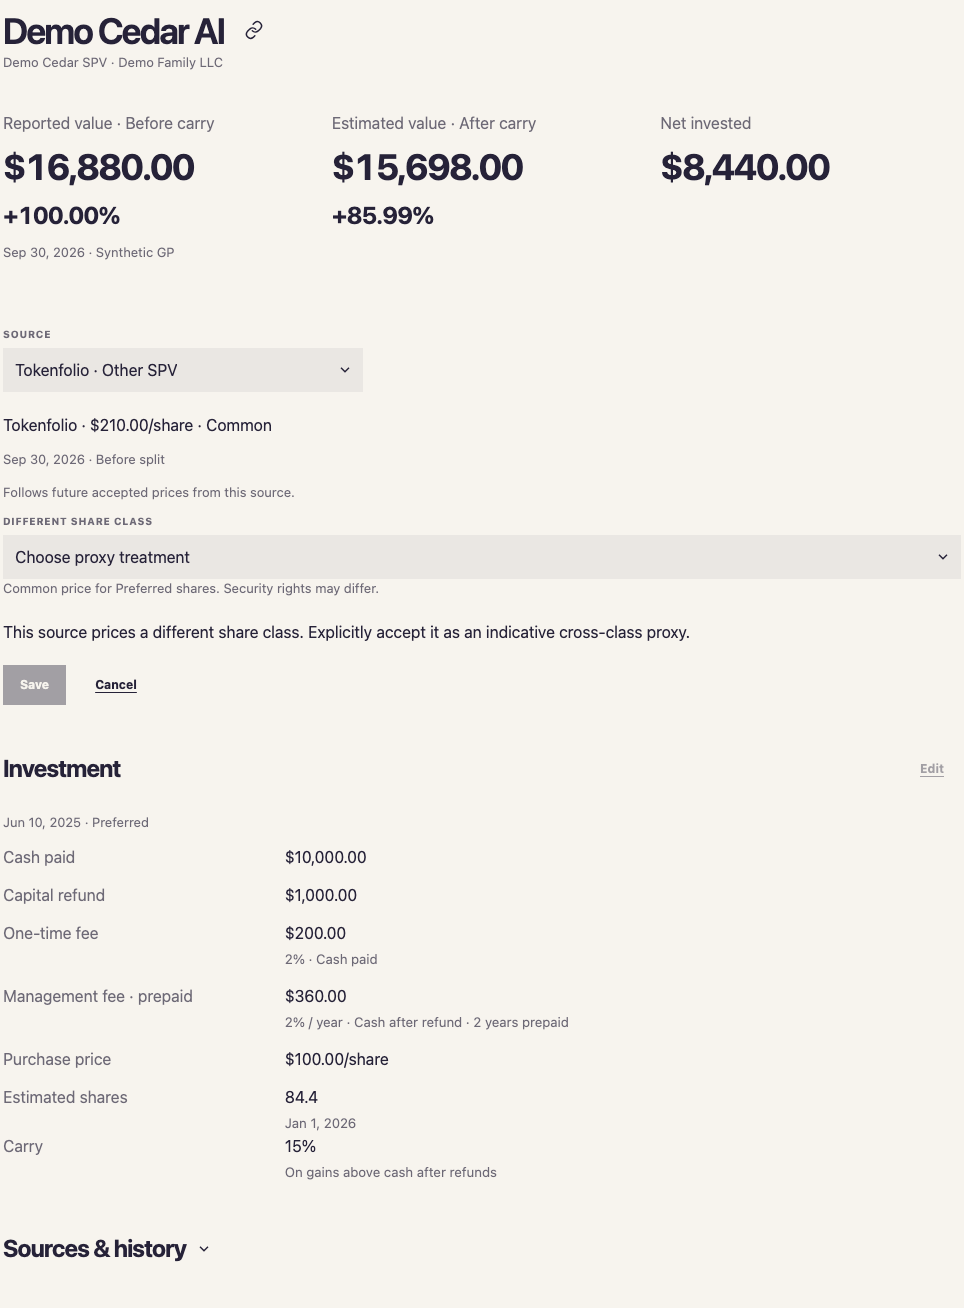 Demo Cedar AI
Demo Cedar SPV · Demo Family LLC
Reported value · Before carry
$16,880.00
+100.00%
Sep 30, 2026 · Synthetic GP
Estimated value · After carry
$15,698.00
+85.99%
Net invested
$8,440.00
SOURCE
Tokenfolio · Other SPV
Tokenfolio · $210.00/share · Common
Sep 30, 2026 · Before split
Follows future accepted prices from this source.
DIFFERENT SHARE CLASS
Choose proxy treatment
Common price for Preferred shares. Security rights may differ.
This source prices a different share class. Explicitly accept it as an indicative cross-class proxy.
Save Cancel
Investment Edit
Jun 10, 2025 · Preferred
Cash paid $10,000.00
Capital refund $1,000.00
One-time fee $200.00
2% · Cash paid
Management fee · prepaid $360.00
2% / year · Cash after refund · 2 years prepaid
Purchase price $100.00/share
Estimated shares 84.4
Jan 1, 2026
Carry 15%
On gains above cash after refunds
Sources & history